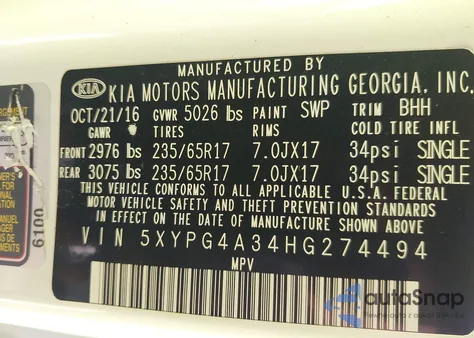 MANUFACTURED BY
KIA KIA MOTORS MANUFACTURING GEORGIA, INC.
OCT/21/16 GVWR 5026 lbs PAINT SWP TRIM BHH
GAWR TIRES RIMS COLD TIRE INFL
FRONT 2976 lbs 235/65R17 7.0JX17 34psi SINGLE
REAR 3075 lbs 235/65R17 7.0JX17 34psi SINGLE
THIS VEHICLE CONFORMS TO ALL APPLICABLE U.S.A. FEDERAL
MOTOR VEHICLE SAFETY AND THEFT PREVENTION STANDARDS
IN EFFECT ON THE DATE OF MANUFACTURE SHOWN ABOVE
VIN 5XYPG4A34HG274494
MPV
6100
autaSnap